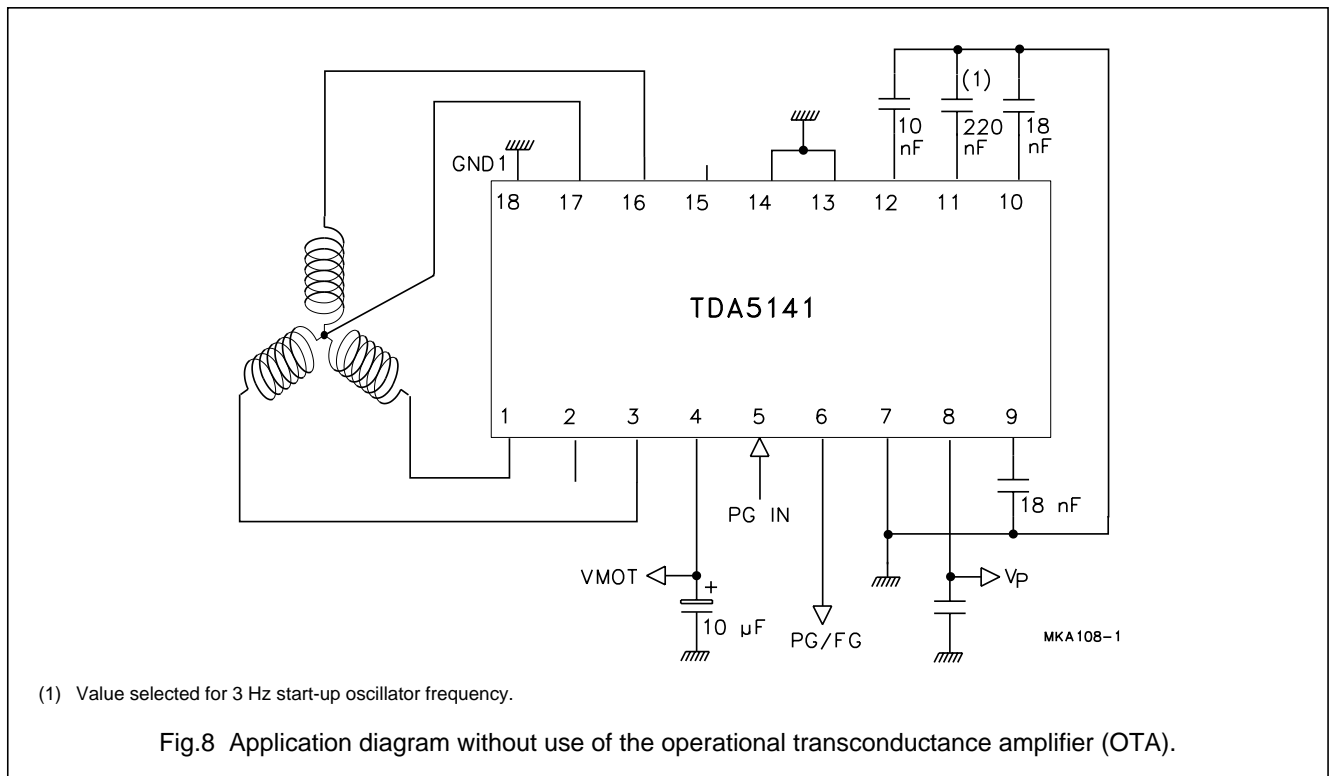 (1)
10 nF
220 nF
18 nF
GND1
18 17 16 15 14 13 12 11 10
TDA5141
1 2 3 4 5 6 7 8 9
18 nF
PG IN
VMOT
+
10 µF
PG/FG
VP
MKA108-1
(1) Value selected for 3 Hz start-up oscillator frequency.
Fig.8 Application diagram without use of the operational transconductance amplifier (OTA).